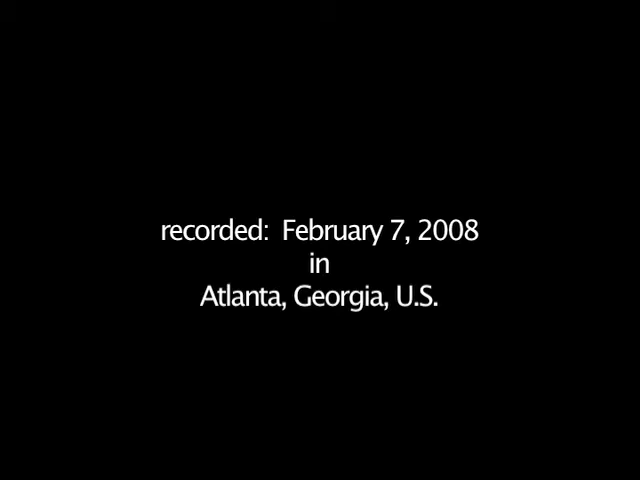 recorded:  February 7, 2008
in
Atlanta, Georgia, U.S.